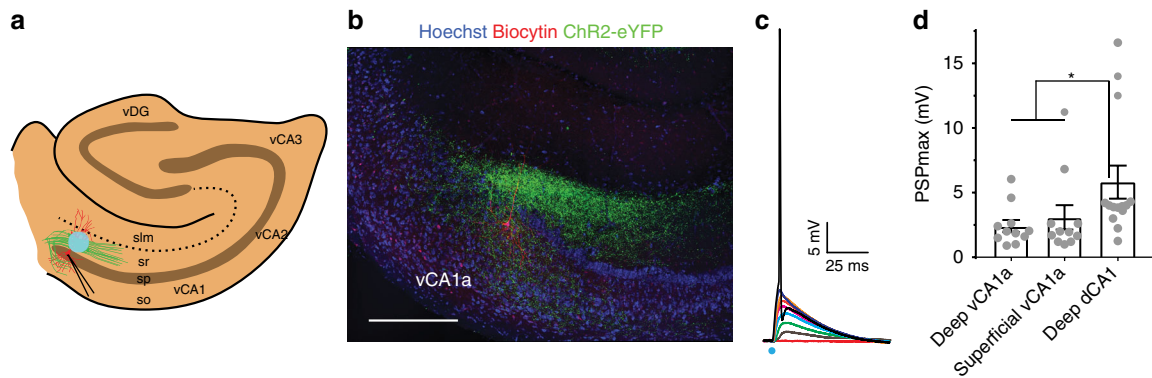 a
vDG
vCA3
slm
vCA2
sr
sp
vCA1
so
b
Hoechst Biocytin ChR2-eYFP
vCA1a
c
5 mV
25 ms
d
*
PSPmax (mV)
15
10
5
0
Deep vCA1a
Superficial vCA1a
Deep dCA1